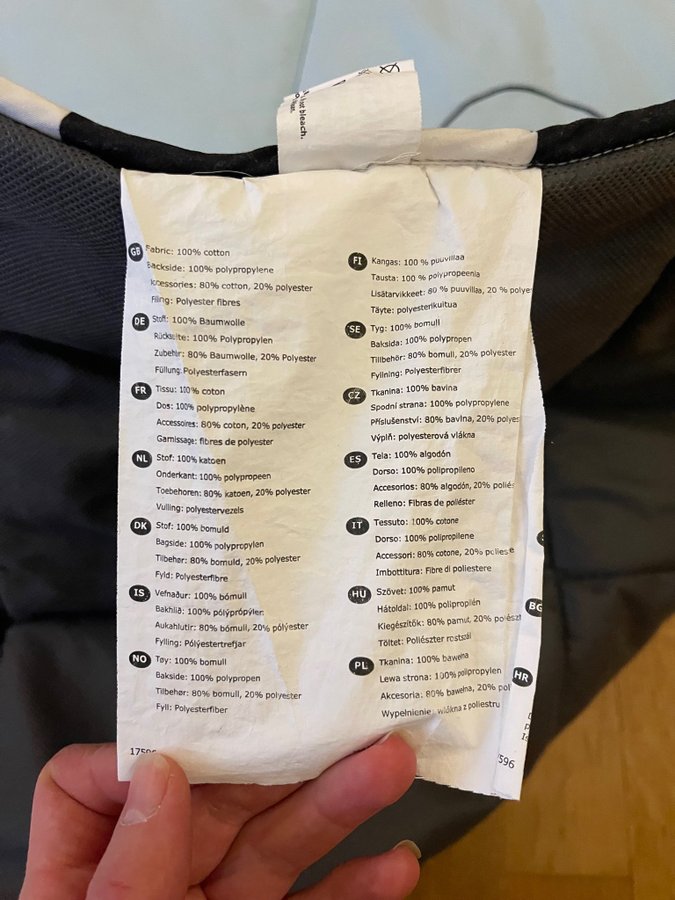 not bleach.
GB Fabric: 100% cotton
Backside: 100% polypropylene
Accessories: 80% cotton, 20% polyester
Filing: Polyester fibres
DE Stoff: 100% Baumwolle
Rückseite: 100% Polypropylen
Zubehör: 80% Baumwolle, 20% Polyester
Füllung: Polyesterfasern
FR Tissu: 100% coton
Dos: 100% polypropylène
Accessoires: 80% coton, 20% polyester
Garnissage: fibres de polyester
NL Stof: 100% katoen
Onderkant: 100% polypropeen
Toebehoren: 80% katoen, 20% polyester
Vulling: polyestervezels
DK Stof: 100% bomuld
Bagside: 100% polypropylen
Tilbehør: 80% bomuld, 20% polyester
Fyld: Polyesterfibre
IS Vefnaður: 100% bómull
Bakhlið: 100% pólýprópýlen
Aukahlutir: 80% bómull, 20% pólýester
Fylling: Pólýestertrefjar
NO Tøy: 100% bomull
Bakside: 100% polypropen
Tilbehør: 80% bomull, 20% polyester
Fyll: Polyesterfiber
17596
FI Kangas: 100 % puuvillaa
Tausta: 100 % polypropeenia
Lisätarvikkeet: 80 % puuvillaa, 20 % polye
Täyte: polyesterikuitua
SE Tyg: 100% bomull
Baksida: 100% polypropen
Tillbehör: 80% bomull, 20% polyester
Fyllning: Polyesterfibrer
CZ Tkanina: 100% bavlna
Spodní strana: 100% polypropylene
Příslušenství: 80% bavlna, 20% polyes
Výplň: polyesterová vlákna
ES Tela: 100% algodón
Dorso: 100% polipropileno
Accesorios: 80% algodón, 20% poliés
Relleno: Fibras de poliéster
IT Tessuto: 100% cotone
Dorso: 100% polipropilene
Accessori: 80% cotone, 20% poliese
Imbottitura: Fibre di poliestere
HU Szövet: 100% pamut
Hátoldal: 100% polipropilén
Kiegészítők: 80% pamut, 20% poészt
Töltet: Poliészter rostszál
PL Tkanina: 100% bawełna
Lewa strona: 100% polipropylen
Akcesoria: 80% bawełna, 20% pol
Wypełnienie: włókna z poliestru
BG
HR
596